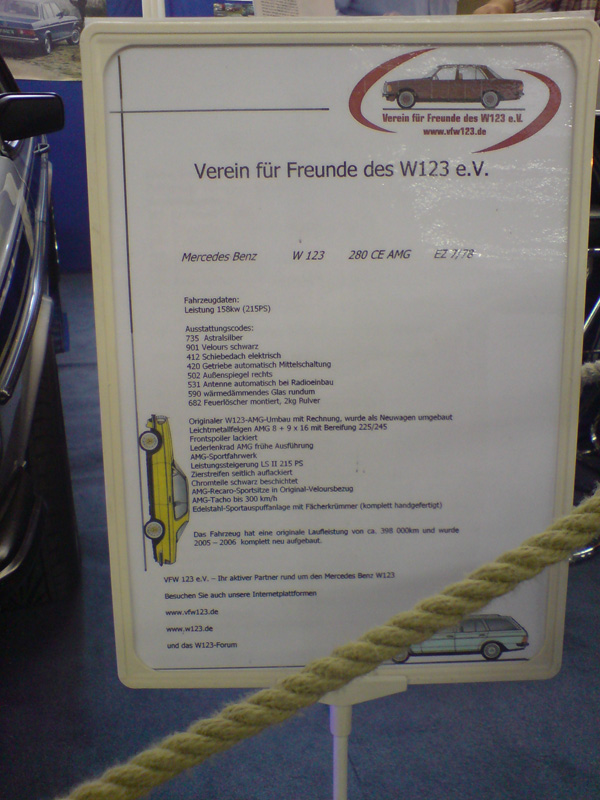 Verein für Freunde des W123 e.V.
www.vfw123.de
Verein für Freunde des W123 e.V.
Mercedes Benz W 123 280 CE AMG EZ 7/78
Fahrzeugdaten:
Leistung 158kw (215PS)
Ausstattungscodes:
735 Astralsilber
901 Velours schwarz
412 Schiebedach elektrisch
420 Getriebe automatisch Mittelschaltung
502 Außenspiegel rechts
531 Antenne automatisch bei Radioeinbau
590 wärmedämmendes Glas rundum
682 Feuerlöscher montiert, 2kg Pulver
Originaler W123-AMG-Umbau mit Rechnung, wurde als Neuwagen umgebaut
Leichtmetallfelgen AMG 8 + 9 x 16 mit Bereifung 225/245
Frontspoiler lackiert
Lederlenkrad AMG frühe Ausführung
AMG-Sportfahrwerk
Leistungssteigerung LS II 215 PS
Zierstreifen seitlich auflackiert
Chromteile schwarz beschichtet
AMG-Recaro-Sportsitze in Original-Veloursbezug
AMG-Tacho bis 300 km/h
Edelstahl-Sportauspuffanlage mit Fächerkrümmer (komplett handgefertigt)
Das Fahrzeug hat eine originale Laufleistung von ca. 398 000km und wurde
2005 – 2006 komplett neu aufgebaut.
VFW 123 e.V. – Ihr aktiver Partner rund um den Mercedes Benz W123
Besuchen Sie auch unsere Internetplattformen
www.vfw123.de
www.w123.de
und das W123-Forum